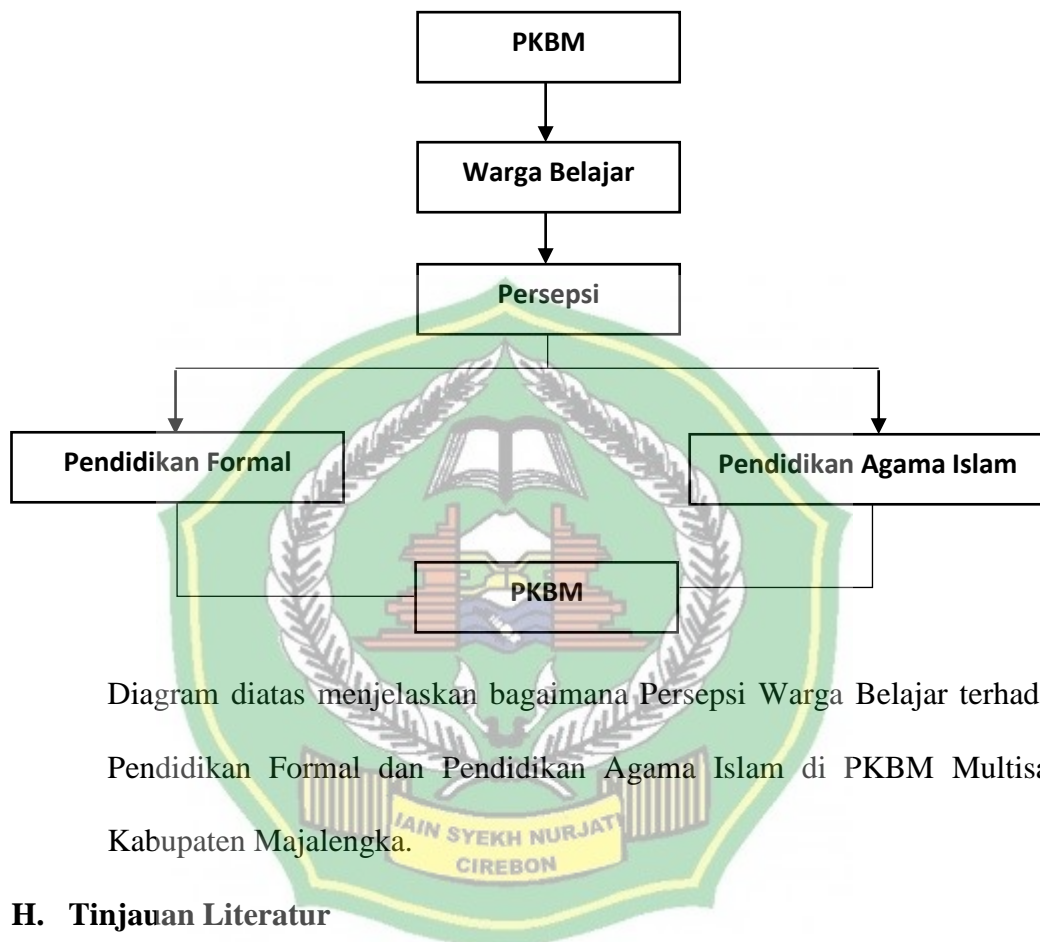 PKBM
Warga Belajar
Persepsi
Pendidikan Formal
Pendidikan Agama Islam
PKBM
Diagram diatas menjelaskan bagaimana Persepsi Warga Belajar terhad
Pendidikan Formal dan Pendidikan Agama Islam di PKBM Multisa
Kabupaten Majalengka.
IAIN SYEKH NURJATI
CIREBON
H. Tinjauan Literatur